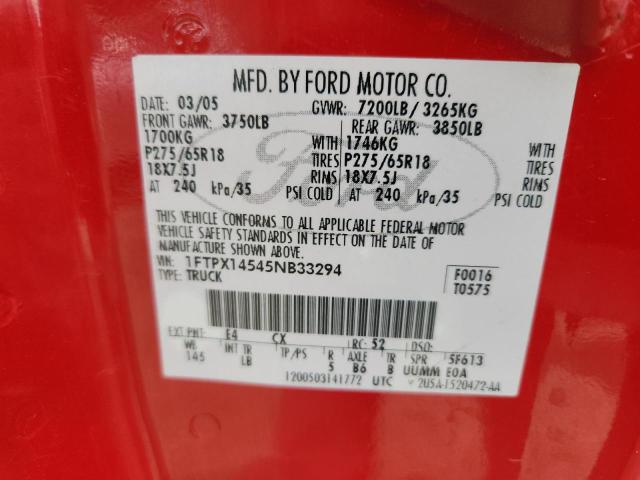 MFD. BY FORD MOTOR CO.
DATE: 03/05 GVWR: 7200LB/ 3265KG
FRONT GAWR: 3750LB REAR GAWR: 3850LB
1700KG WITH 1746KG WITH
P275/65R18 TIRES P275/65R18 TIRES
18X7.5J RIMS 18X7.5J RIMS
AT 240 kPa/35 PSI COLD AT 240 kPa/35 PSI COLD
Ford
THIS VEHICLE CONFORMS TO ALL APPLICABLE FEDERAL MOTOR
VEHICLE SAFETY STANDARDS IN EFFECT ON THE DATE OF
MANUFACTURE SHOWN ABOVE.
VIN: 1FTPX14545NB33294 F0016
TYPE: TRUCK T0575
EXT PNT: E4 CX RC: 52 DSO:
WB INT TR TP/PS R AXLE TR SPR 5F613
145 LB 5 B6 B UUMM E0A
1200503141772 UTC 2U5A-1520472-AA